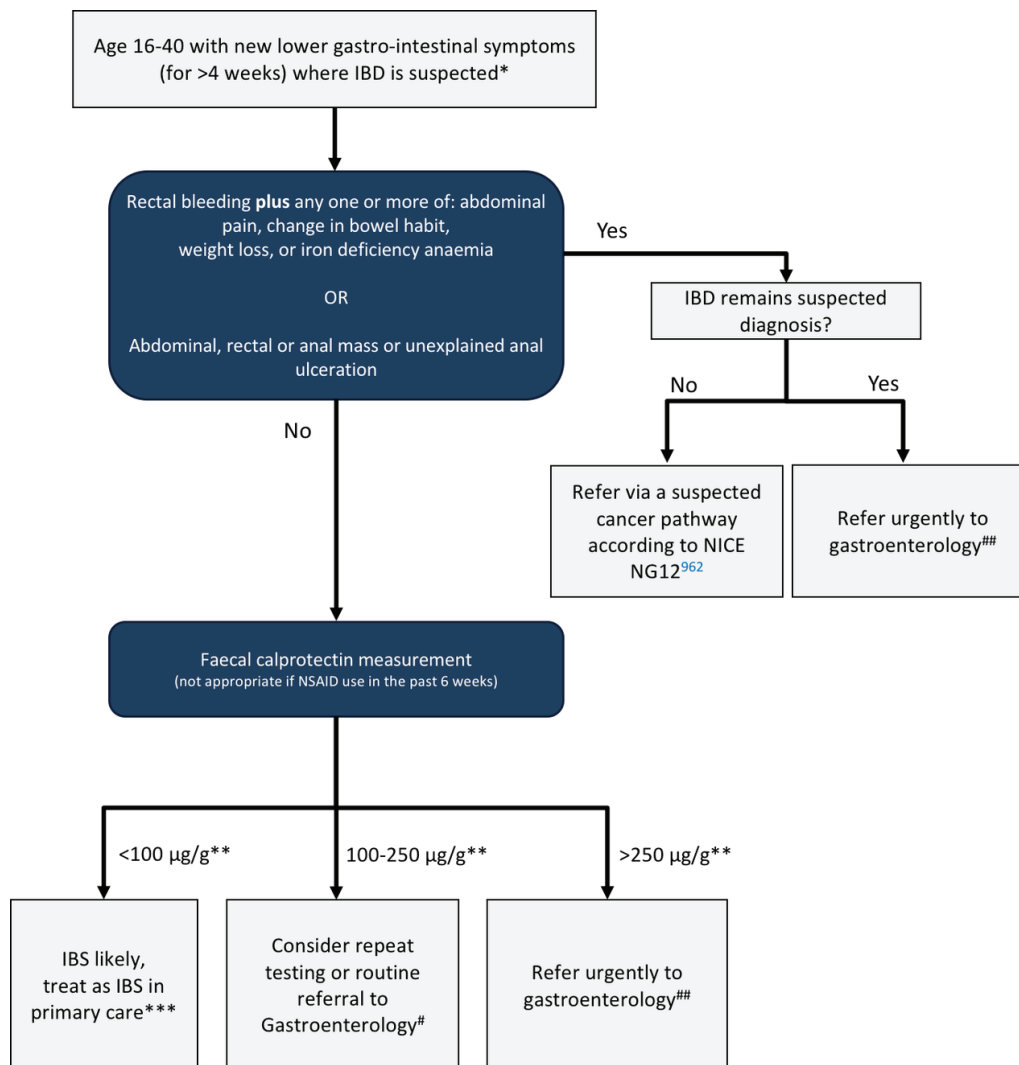 Age 16-40 with new lower gastro-intestinal symptoms
(for >4 weeks) where IBD is suspected*
Rectal bleeding plus any one or more of: abdominal
pain, change in bowel habit,
weight loss, or iron deficiency anaemia
OR
Abdominal, rectal or anal mass or unexplained anal
ulceration
Yes
IBD remains suspected
diagnosis?
No
Yes
No
Refer via a suspected
cancer pathway
according to NICE
NG12962
Refer urgently to
gastroenterology##
Faecal calprotectin measurement
(not appropriate if NSAID use in the past 6 weeks)
<100 µg/g**
100-250 µg/g**
>250 µg/g**
IBS likely,
treat as IBS in
primary care***
Consider repeat
testing or routine
referral to
Gastroenterology#
Refer urgently to
gastroenterology##